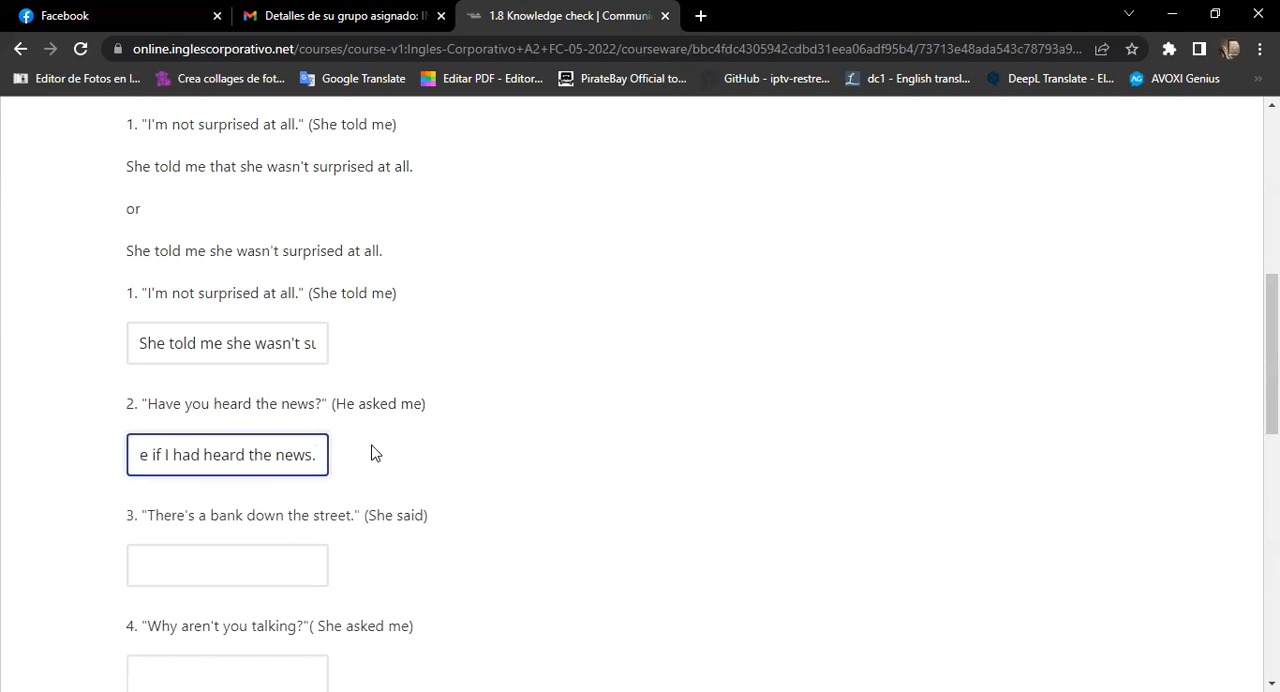 Facebook
Detalles de su grupo asignado: I
1.8 Knowledge check | Communi
online.inglescorporativo.net/courses/course-v1:Ingles-Corporativo+A2+FC-05-2022/courseware/bbc4fdc4305942cdbd31eea06adf95b4/73713e48ada543c78793a9...
Editor de Fotos en l...
Crea collages de fot...
Google Translate
Editar PDF - Editor...
PirateBay Official to...
GitHub - iptv-restre...
dc1 - English transl...
DeepL Translate - El...
AVOXI Genius
1. "I'm not surprised at all." (She told me)
She told me that she wasn't surprised at all.
or
She told me she wasn't surprised at all.
1. "I'm not surprised at all." (She told me)
She told me she wasn't su
2. "Have you heard the news?" (He asked me)
e if I had heard the news.
3. "There's a bank down the street." (She said)
4. "Why aren't you talking?"( She asked me)